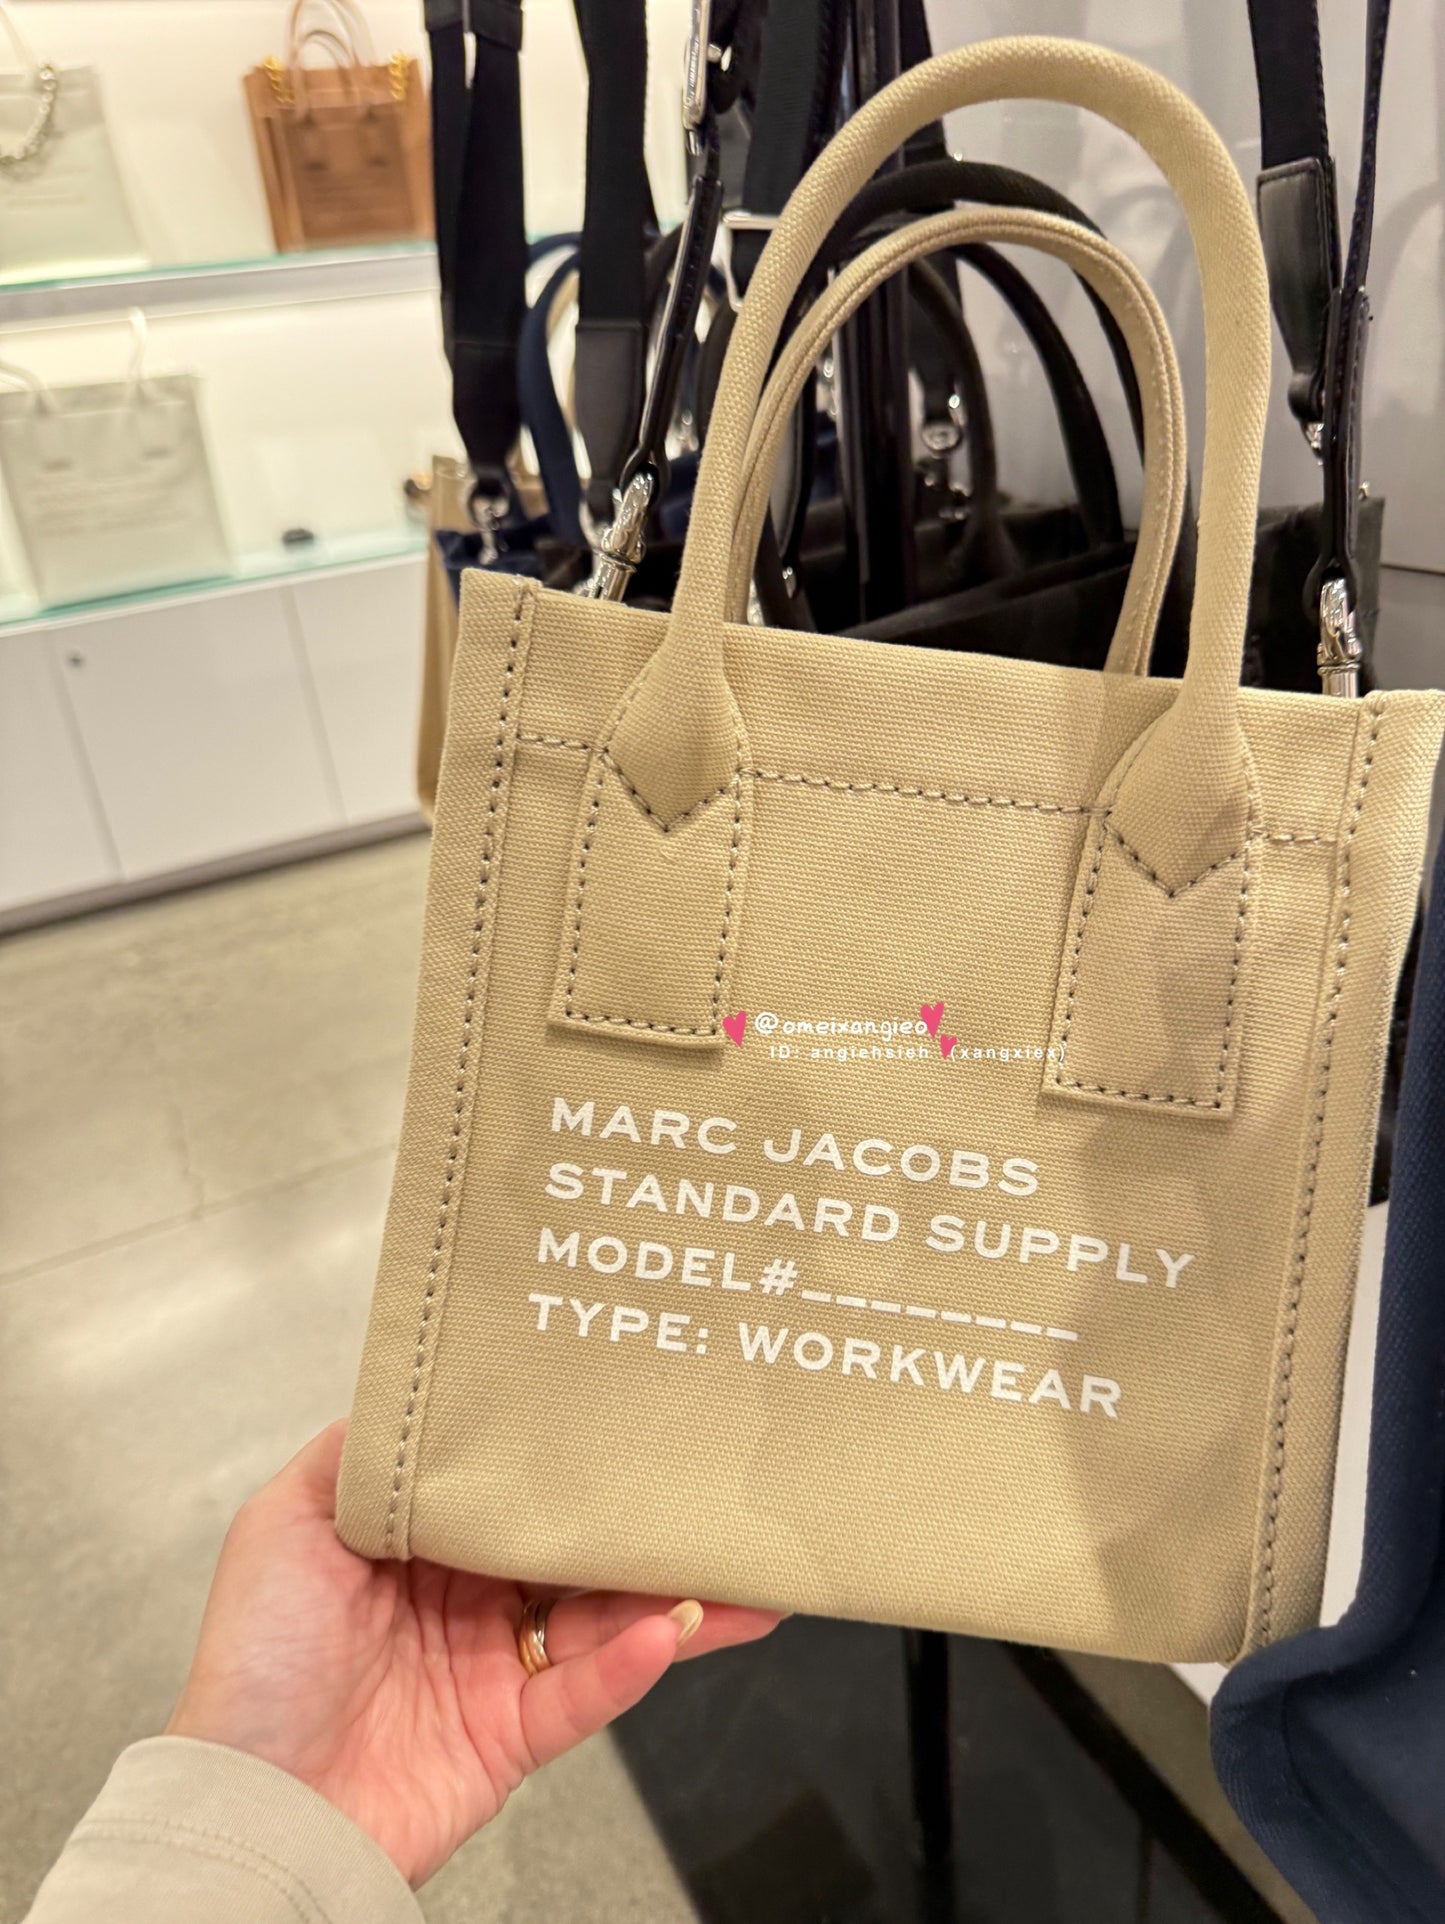 @omeixangieo
ID: angiehsieh (xangxiex)
MARC JACOBS
STANDARD SUPPLY
MODEL#________
TYPE: WORKWEAR